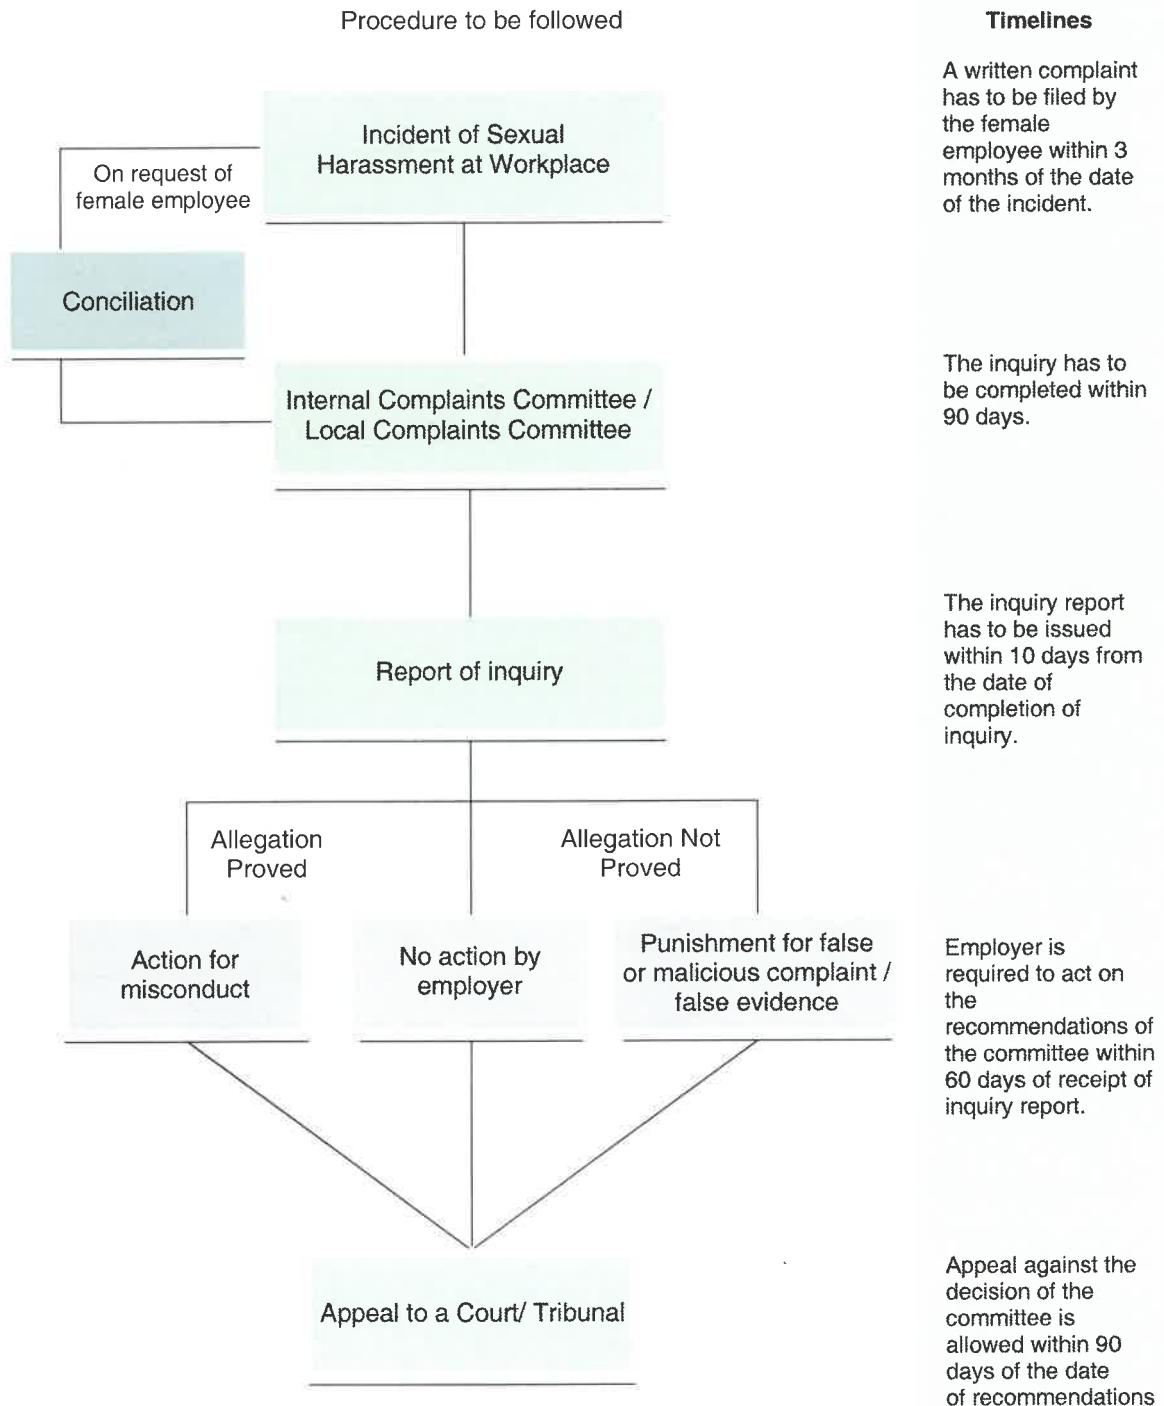 Procedure to be followed
Timelines
A written complaint
has to be filed by
the female
employee within 3
months of the date
of the incident.
Incident of Sexual
Harassment at Workplace
On request of
female employee
Conciliation
Internal Complaints Committee /
Local Complaints Committee
The inquiry has to
be completed within
90 days.
Report of inquiry
The inquiry report
has to be issued
within 10 days from
the date of
completion of
inquiry.
Allegation
Proved
Allegation Not
Proved
Action for
misconduct
No action by
employer
Punishment for false
or malicious complaint /
false evidence
Employer is
required to act on
the
recommendations of
the committee within
60 days of receipt of
inquiry report.
Appeal to a Court/ Tribunal
Appeal against the
decision of the
committee is
allowed within 90
days of the date
of recommendations